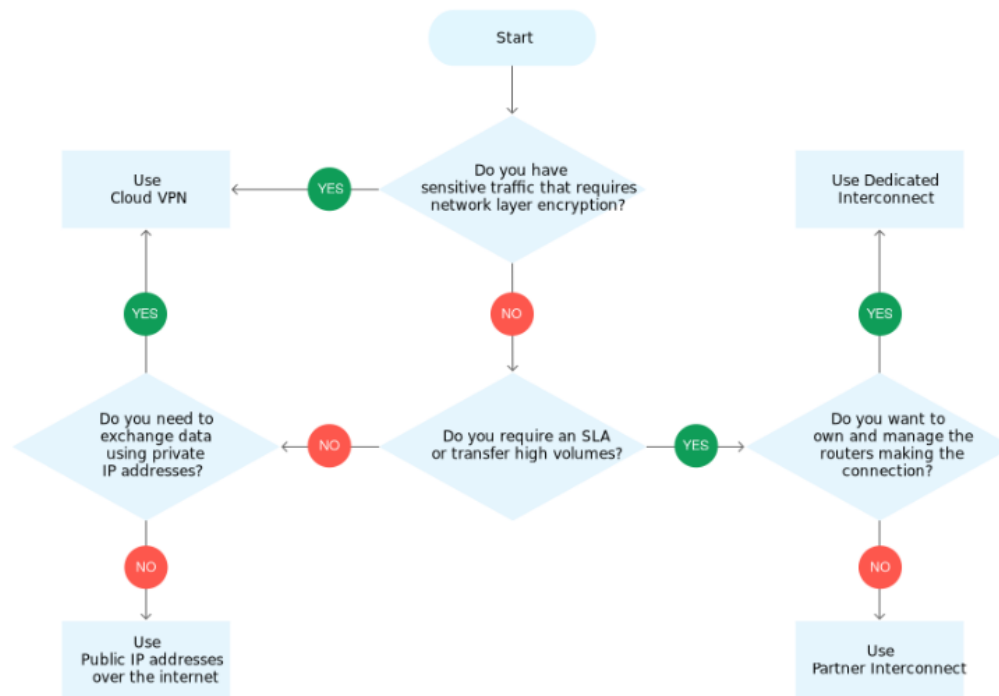 Start
Do you have
sensitive traffic that requires
network layer encryption?
YES
Use
Cloud VPN
Use Dedicated
Interconnect
YES
NO
YES
Do you need to
exchange data
using private
IP addresses?
NO
Do you require an SLA
or transfer high volumes?
YES
Do you want to
own and manage the
routers making the
connection?
NO
NO
Use
Public IP addresses
over the internet
Use
Partner Interconnect